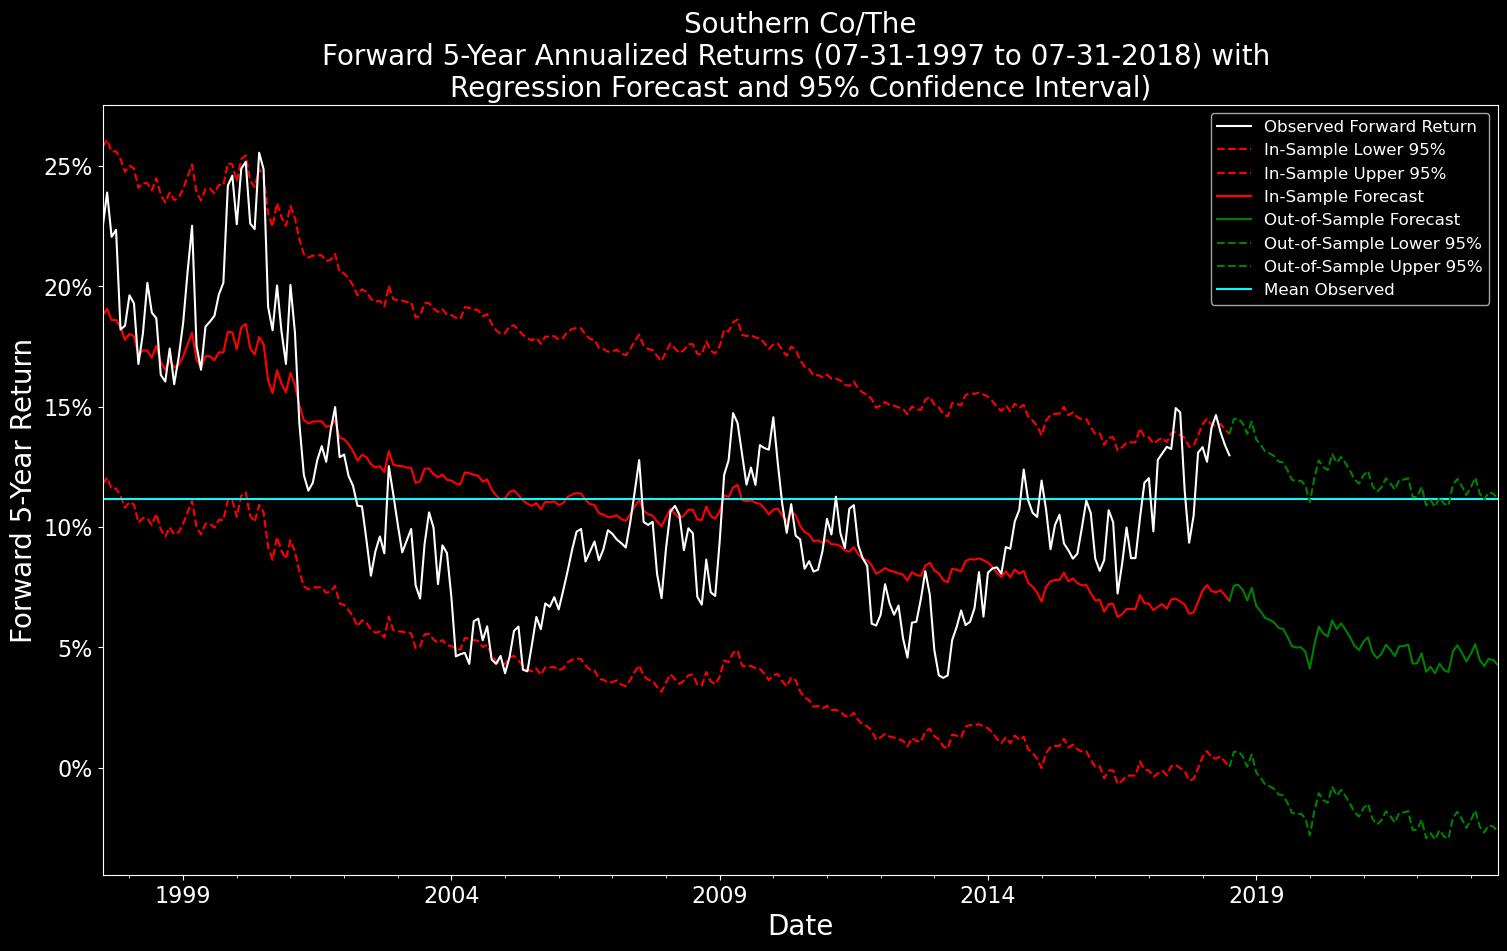 Southern Co/The
Forward 5-Year Annualized Returns (07-31-1997 to 07-31-2018) with
Regression Forecast and 95% Confidence Interval)
Observed Forward Return
In-Sample Lower 95%
In-Sample Upper 95%
In-Sample Forecast
Out-of-Sample Forecast
Out-of-Sample Lower 95%
Out-of-Sample Upper 95%
Mean Observed
Forward 5-Year Return
25%
20%
15%
10%
5%
0%
1999
2004
2009
2014
2019
Date